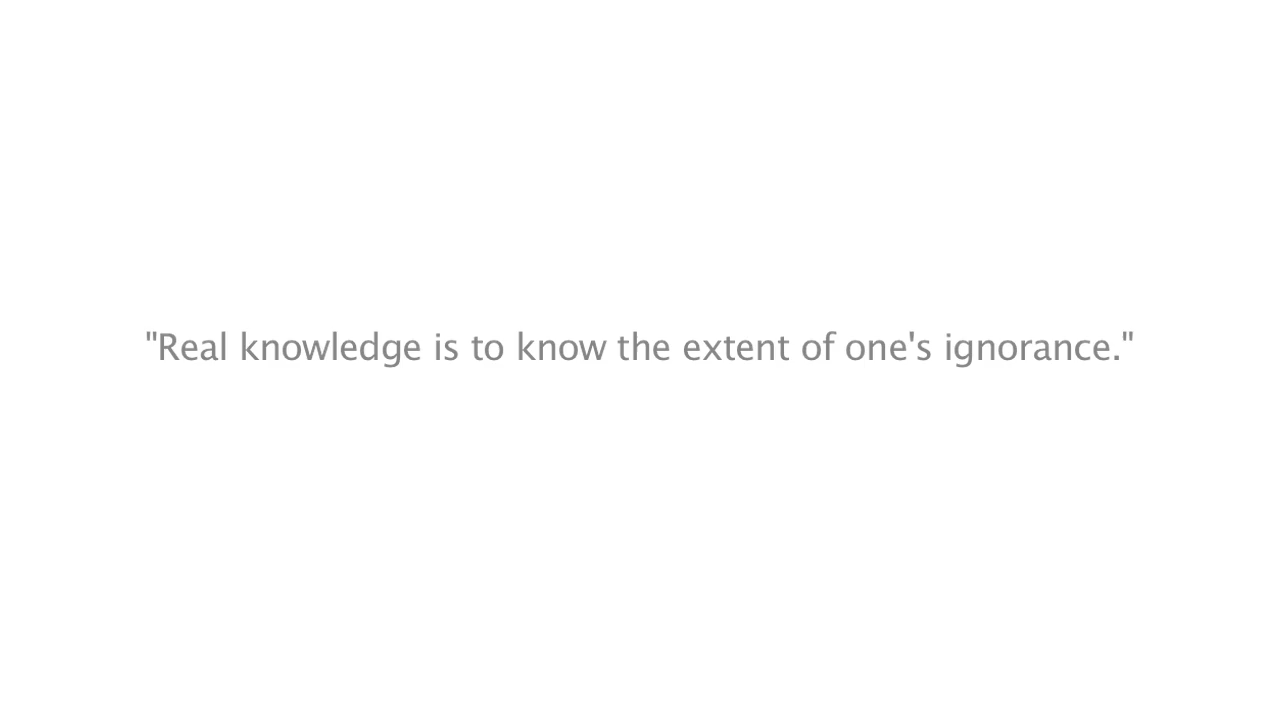 "Real knowledge is to know the extent of one's ignorance."